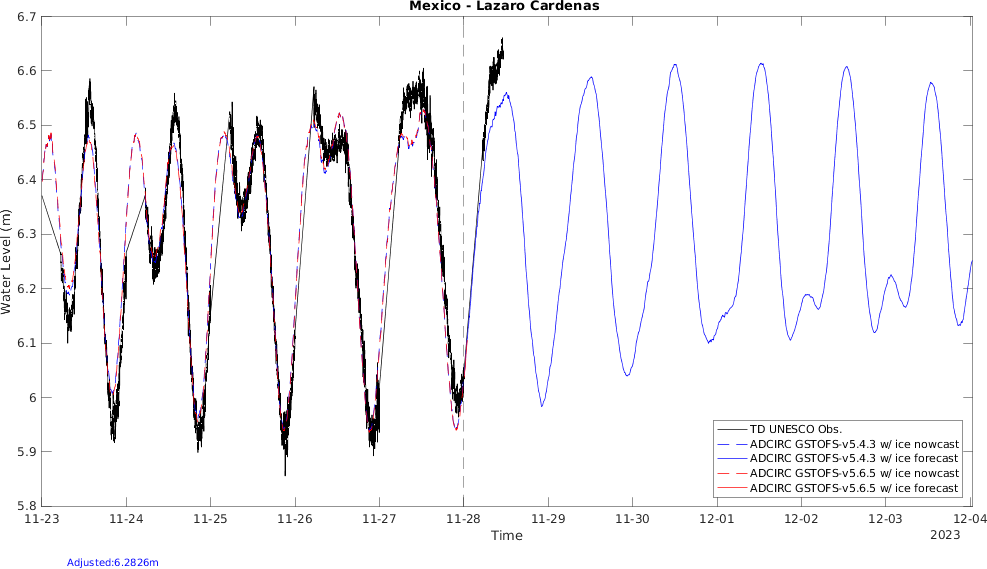 Mexico - Lazaro Cardenas
6.7
6.6
6.5
6.4
6.3
6.2
6.1
6
5.9
5.8
Water Level (m)
11-23
11-24
11-25
11-26
11-27
11-28
11-29
11-30
12-01
12-02
12-03
12-04
Time
2023
TD UNESCO Obs.
ADCIRC GSTOFS-v5.4.3 w/ ice nowcast
ADCIRC GSTOFS-v5.4.3 w/ ice forecast
ADCIRC GSTOFS-v5.6.5 w/ ice nowcast
ADCIRC GSTOFS-v5.6.5 w/ ice forecast
Adjusted:6.2826m